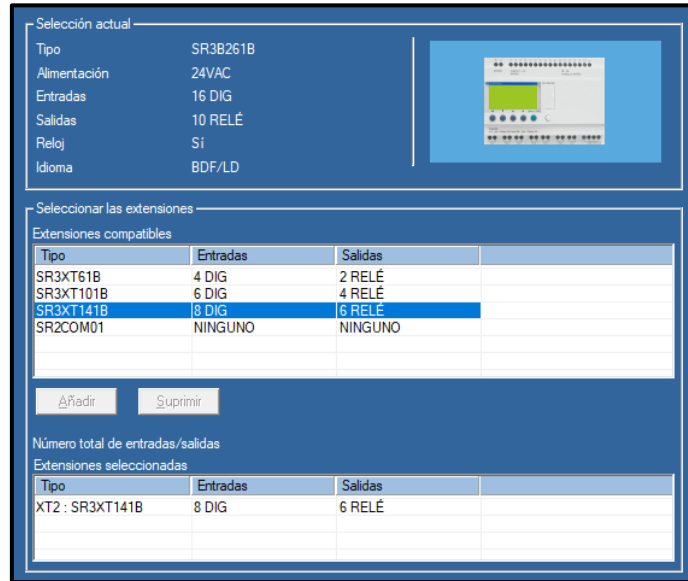 Selección actual
Tipo SR3B261B
Alimentación 24VAC
Entradas 16 DIG
Salidas 10 RELÉ
Reloj Sí
Idioma BDF/LD
Seleccionar las extensiones
Extensiones compatibles
Tipo Entradas Salidas
SR3XT61B 4 DIG 2 RELÉ
SR3XT101B 6 DIG 4 RELÉ
SR3XT141B 8 DIG 6 RELÉ
SR2COM01 NINGUNO NINGUNO
Añadir Suprimir
Número total de entradas/salidas
Extensiones seleccionadas
Tipo Entradas Salidas
XT2 : SR3XT141B 8 DIG 6 RELÉ